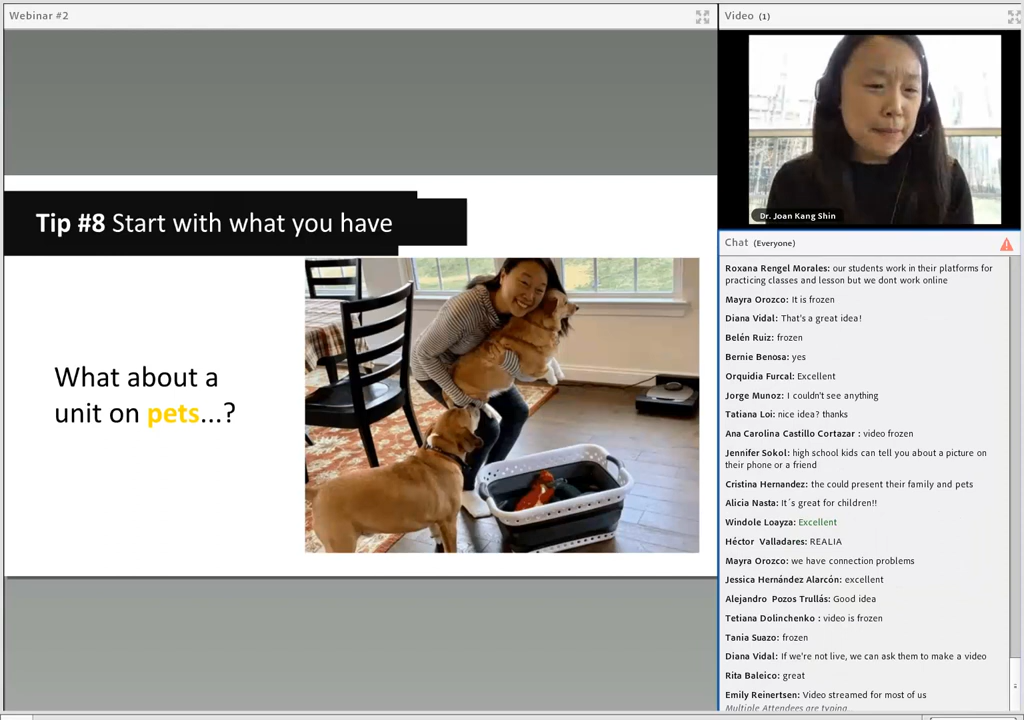 Webinar #2
Video (1)
Tip #8 Start with what you have
What about a
unit on pets...?
Dr. Joan Kang Shin
Chat (Everyone)
Roxana Rengel Morales: our students work in their platforms for
practicing classes and lesson but we dont work online
Mayra Orozco: It is frozen
Diana Vidal: That's a great idea!
Belén Ruiz: frozen
Bernie Benosa: yes
Orquidia Furcal: Excellent
Jorge Munoz: I couldn't see anything
Tatiana Loi: nice idea? thanks
Ana Carolina Castillo Cortazar : video frozen
Jennifer Sokol: high school kids can tell you about a picture on
their phone or a friend
Cristina Hernandez: the could present their family and pets
Alicia Nasta: It´s great for children!!
Windole Loayza: Excellent
Héctor Valladares: REALIA
Mayra Orozco: we have connection problems
Jessica Hernández Alarcón: excellent
Alejandro Pozos Trullás: Good idea
Tetiana Dolinchenko : video is frozen
Tania Suazo: frozen
Diana Vidal: If we're not live, we can ask them to make a video
Rita Baleico: great
Emily Reinertsen: Video streamed for most of us
Multiple Attendees are typing...